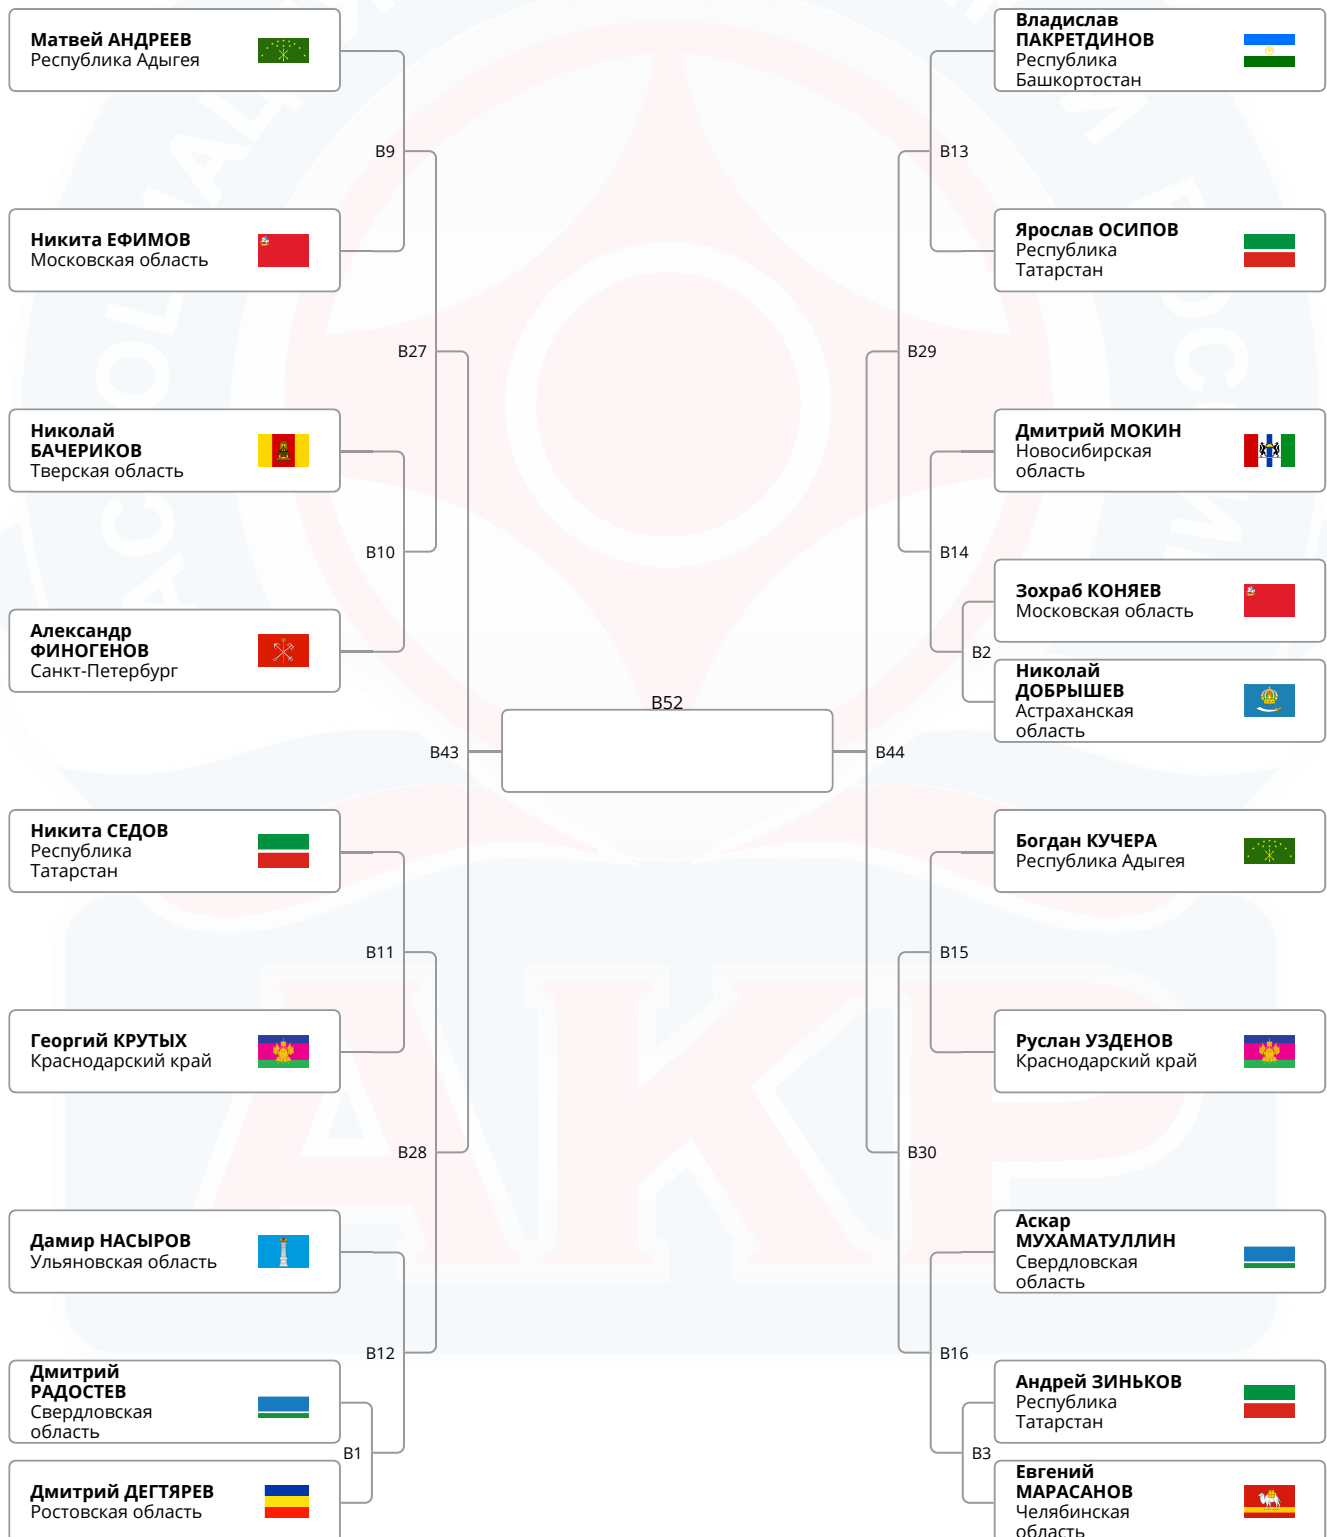 Матвей АНДРЕЕВ
Республика Адыгея
B9
Никита ЕФИМОВ
Московская область
B27
Николай
БАЧЕРИКОВ
Тверская область
B10
Александр
ФИНОГЕНОВ
Санкт-Петербург
B43
Никита СЕДОВ
Республика
Татарстан
B11
Георгий КРУТЫХ
Краснодарский край
B28
Дамир НАСЫРОВ
Ульяновская область
B12
Дмитрий
РАДОСТЕВ
Свердловская
область
B1
Дмитрий ДЕГТЯРЕВ
Ростовская область
B52
Владислав
ПАКРЕТДИНОВ
Республика
Башкортостан
B13
Ярослав ОСИПОВ
Республика
Татарстан
B29
Дмитрий МОКИН
Новосибирская
область
B14
Зохраб КОНЯЕВ
Московская область
B2
Николай
ДОБРЫШЕВ
Астраханская
область
B44
Богдан КУЧЕРА
Республика Адыгея
B15
Руслан УЗДЕНОВ
Краснодарский край
B30
Аскар
МУХАМАТУЛЛИН
Свердловская
область
B16
Андрей ЗИНЬКОВ
Республика
Татарстан
B3
Евгений
МАРАСАНОВ
Челябинская
область
АКР